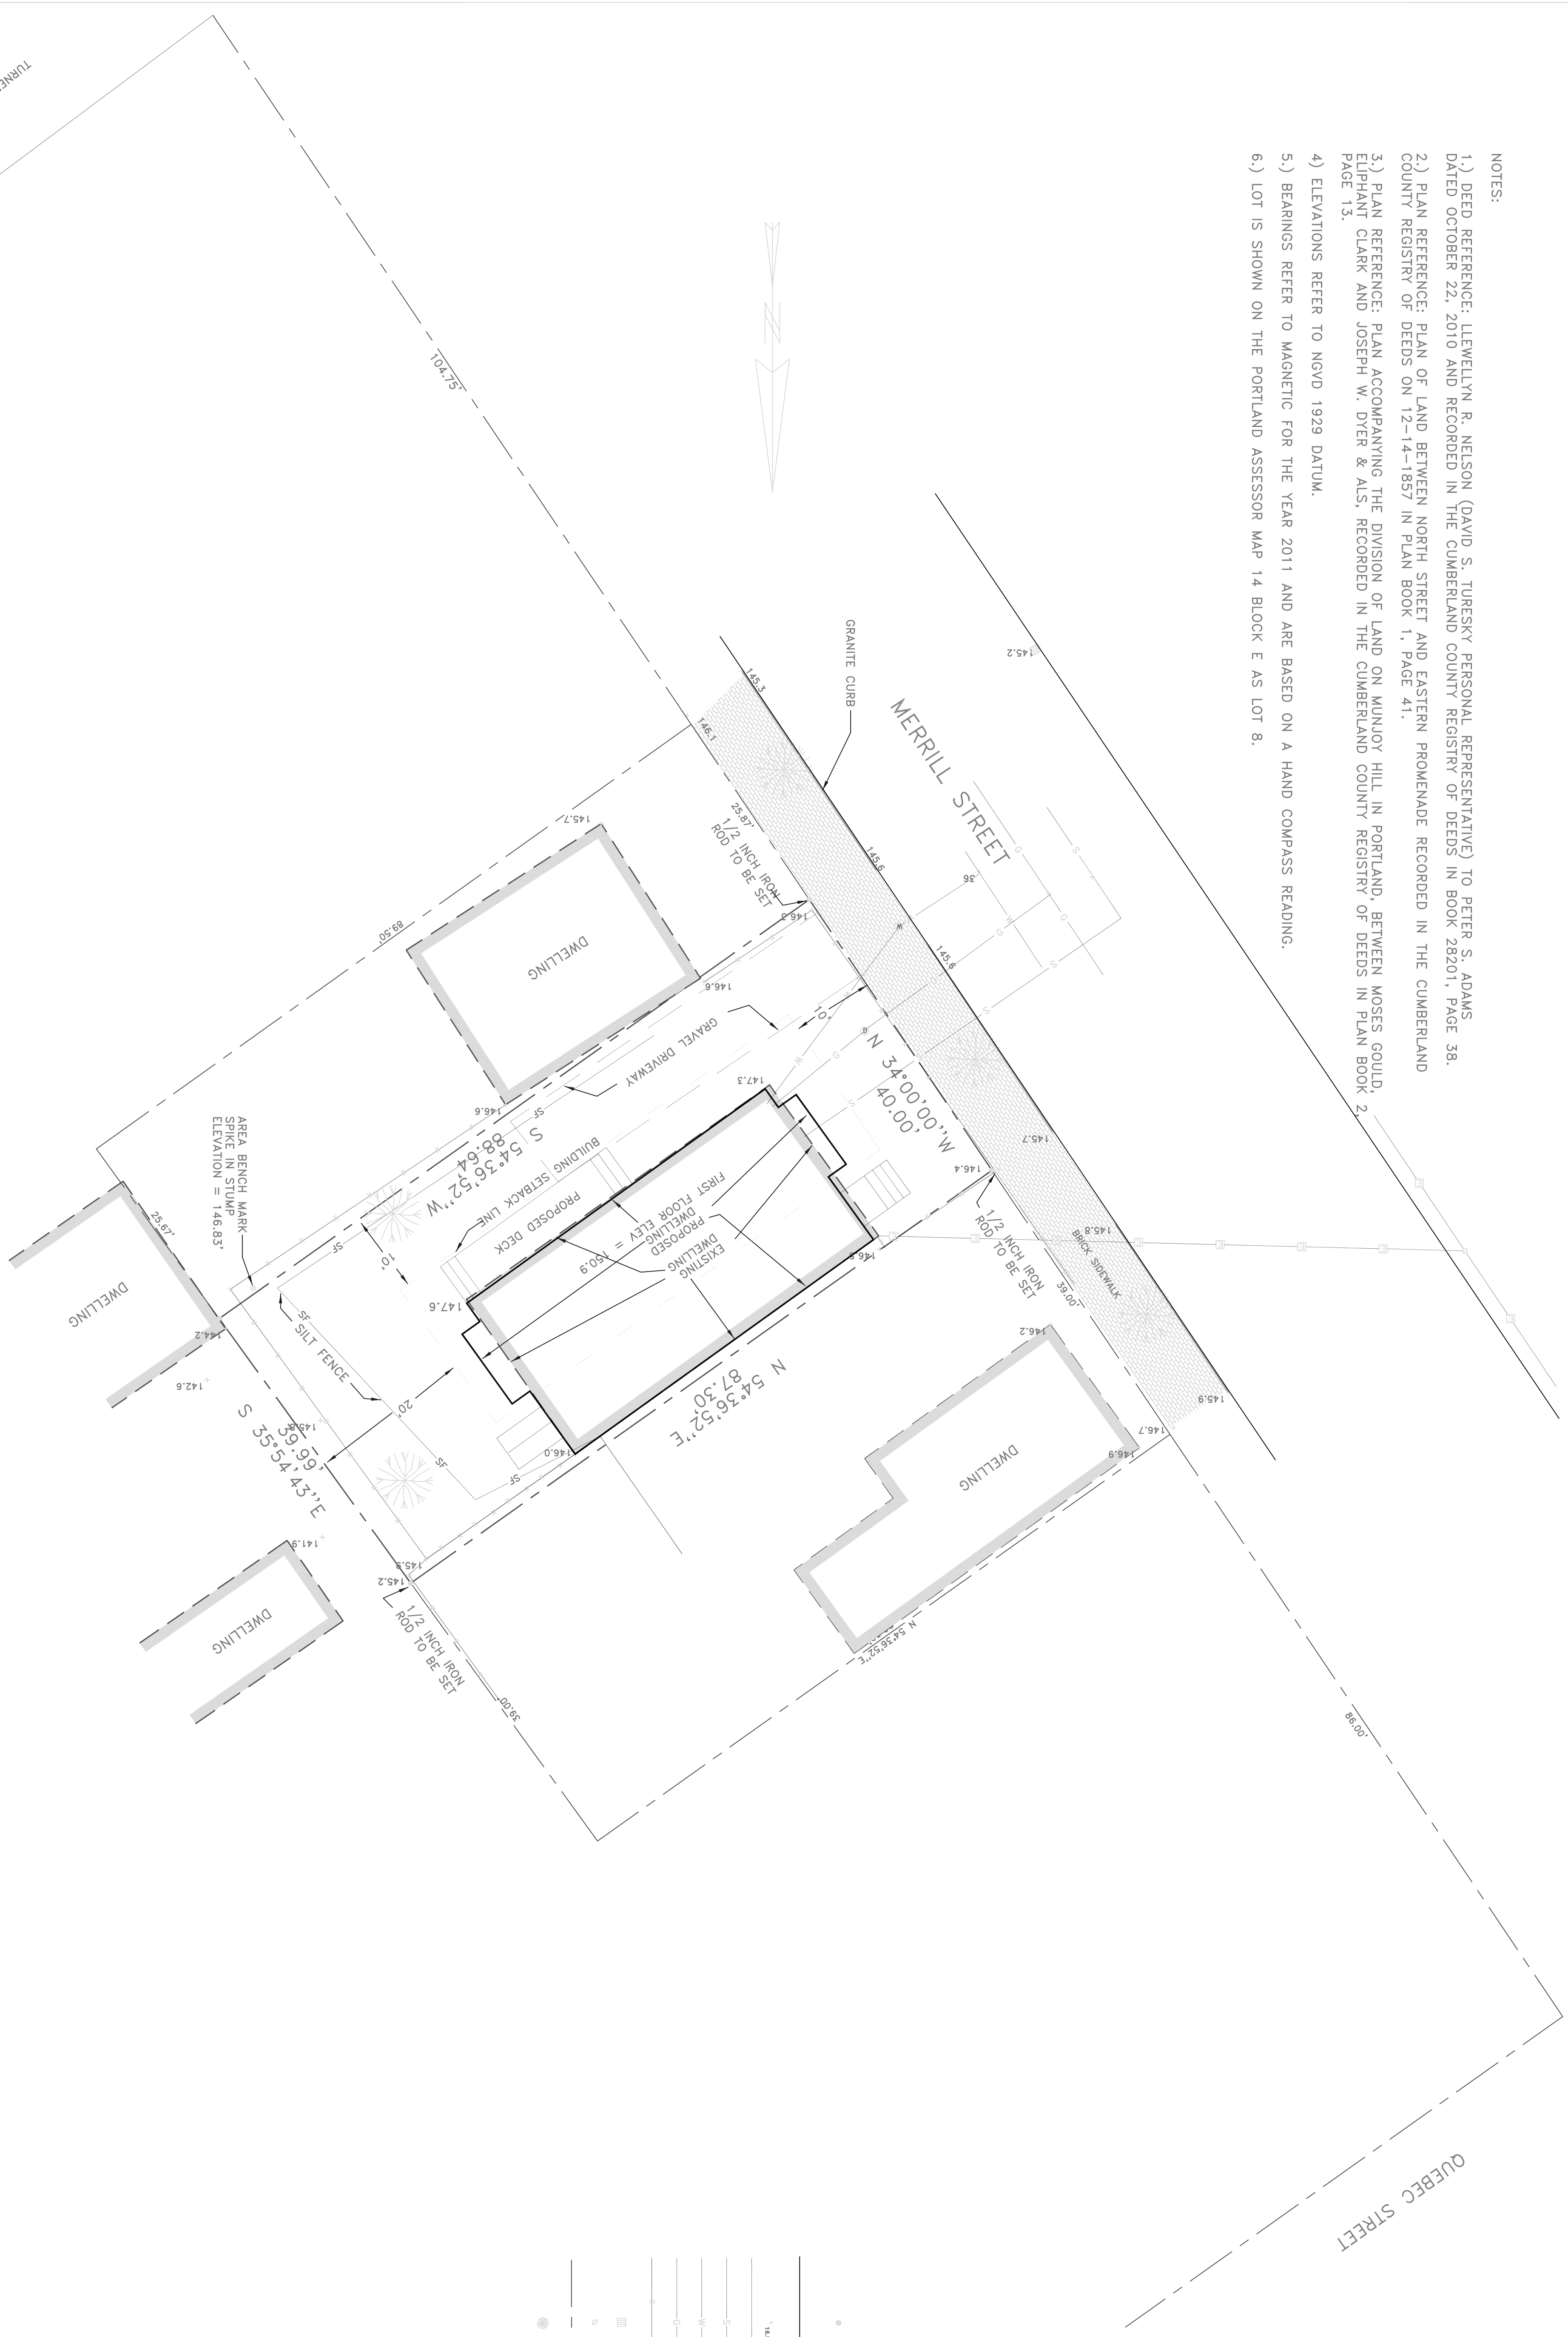 NOTES:
1.) DEED REFERENCE: LLEWELLYN R. NELSON (DAVID S. TURESKY PERSONAL REPRESENTATIVE) TO PETER S. ADAMS
DATED OCTOBER 22, 2010 AND RECORDED IN THE CUMBERLAND COUNTY REGISTRY OF DEEDS IN BOOK 28201, PAGE 38.
2.) PLAN REFERENCE: PLAN OF LAND BETWEEN NORTH STREET AND EASTERN PROMENADE RECORDED IN THE CUMBERLAND
COUNTY REGISTRY OF DEEDS ON 12-14-1857 IN PLAN BOOK 1, PAGE 41.
3.) PLAN REFERENCE: PLAN ACCOMPANYING THE DIVISION OF LAND ON MUNJOY HILL IN PORTLAND, BETWEEN MOSES GOULD,
ELIPHANT CLARK AND JOSEPH W. DYER & ALS, RECORDED IN THE CUMBERLAND COUNTY REGISTRY OF DEEDS IN PLAN BOOK 2,
PAGE 13.
4) ELEVATIONS REFER TO NGVD 1929 DATUM.
5.) BEARINGS REFER TO MAGNETIC FOR THE YEAR 2011 AND ARE BASED ON A HAND COMPASS READING.
6.) LOT IS SHOWN ON THE PORTLAND ASSESSOR MAP 14 BLOCK E AS LOT 8.
N
104.75'
GRANITE CURB
MERRILL STREET
145.2
145.3
146.1
25.87'
1/2 INCH IRON
ROD TO BE SET
145.6
36
145.6
146.3
145.7
89.50'
DWELLING
146.6
10'
GRAVEL DRIVEWAY
N 34°00'00"W
40.00'
145.7
146.4
1/2 INCH IRON
ROD TO BE SET
145.8
BRICK SIDEWALK
39.00'
147.3
146.6
SF
S 54°36'52"W
88.64'
BUILDING SETBACK LINE
PROPOSED DECK
FIRST FLOOR ELEV = 150.9
PROPOSED
DWELLING
EXISTING
DWELLING
146.2
145.9
146.7
146.9
DWELLING
N 54°36'52"E
87.30'
N 54°36'52"E
AREA BENCH MARK
SPIKE IN STUMP
ELEVATION = 146.83'
25.67'
DWELLING
144.2
142.6
SF
10'
SF
SILT FENCE
147.6
20'
SF
SF
146.0
S 35°54'43"E
39.99'
141.9
DWELLING
145.9
145.2
1/2 INCH IRON
ROD TO BE SET
39.00'
86.00'
QUEBEC STREET
G
W
S